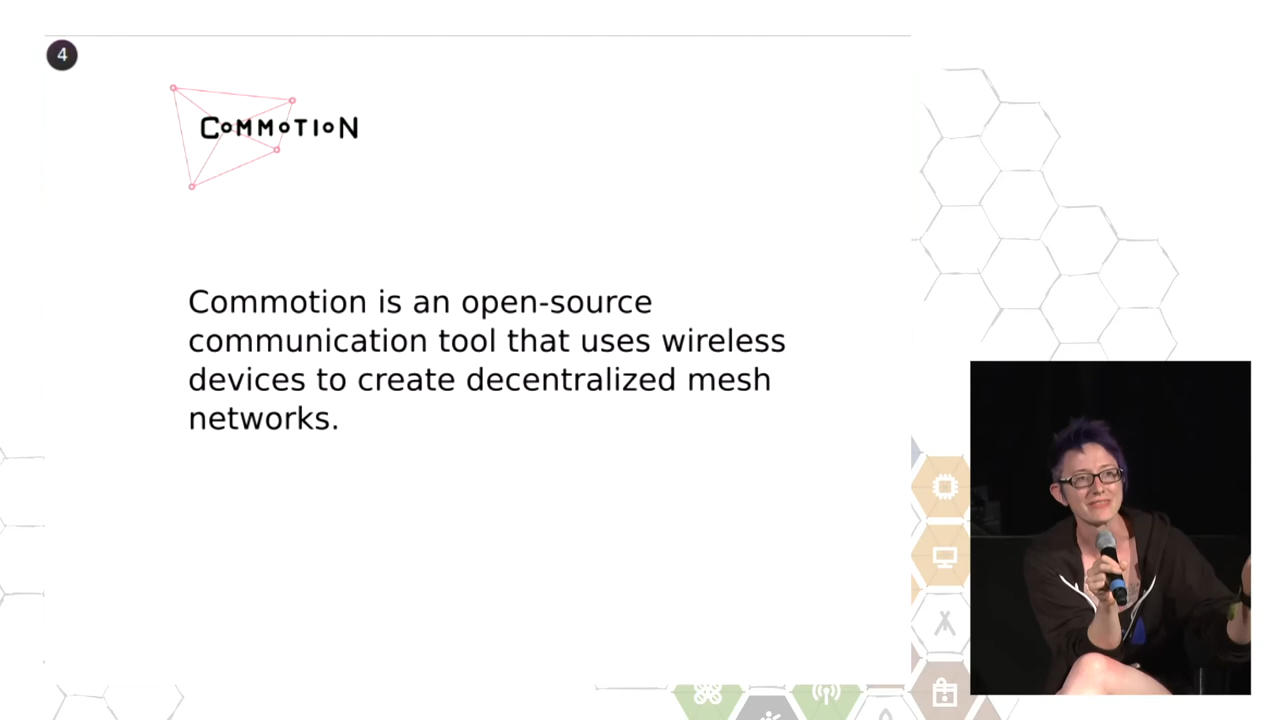 4
COMMOTION
Commotion is an open-source
communication tool that uses wireless
devices to create decentralized mesh
networks.